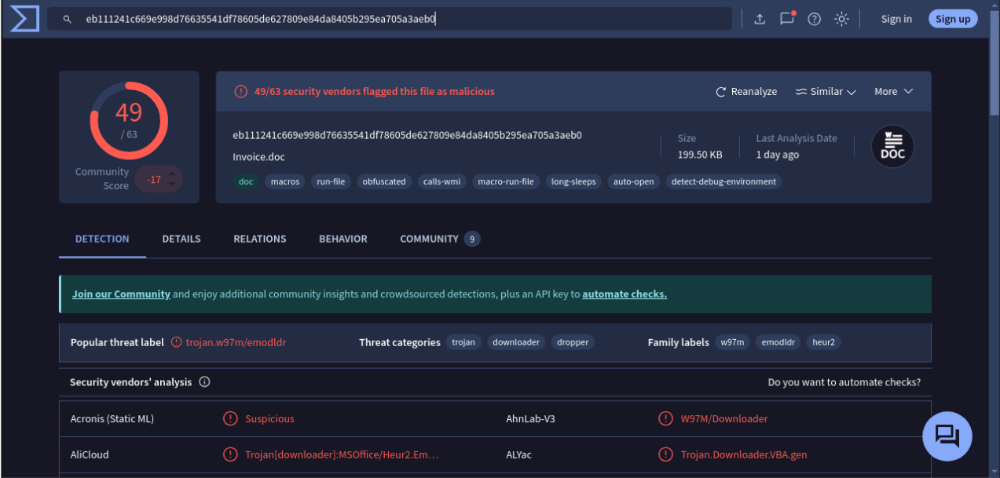 eb111241c669e998d76635541df78605de627809e84da8405b295ea705a3aeb0
Sign in
Sign up
49
/ 63
Community
Score
-17
49/63 security vendors flagged this file as malicious
Reanalyze
Similar
More
eb111241c669e998d76635541df78605de627809e84da8405b295ea705a3aeb0
Invoice.doc
Size
199.50 KB
Last Analysis Date
1 day ago
DOC
doc macros run-file obfuscated calls-wmi macro-run-file long-sleeps auto-open detect-debug-environment
DETECTION DETAILS RELATIONS BEHAVIOR COMMUNITY 9
Join our Community and enjoy additional community insights and crowdsourced detections, plus an API key to automate checks.
Popular threat label trojan.w97m/emodldr Threat categories trojan downloader dropper Family labels w97m emodldr heur2
Security vendors' analysis Do you want to automate checks?
Acronis (Static ML) Suspicious AhnLab-V3 W97M/Downloader
AliCloud Trojan[downloader]:MSOffice/Heur2.Em... ALYac Trojan.Downloader.VBA.gen